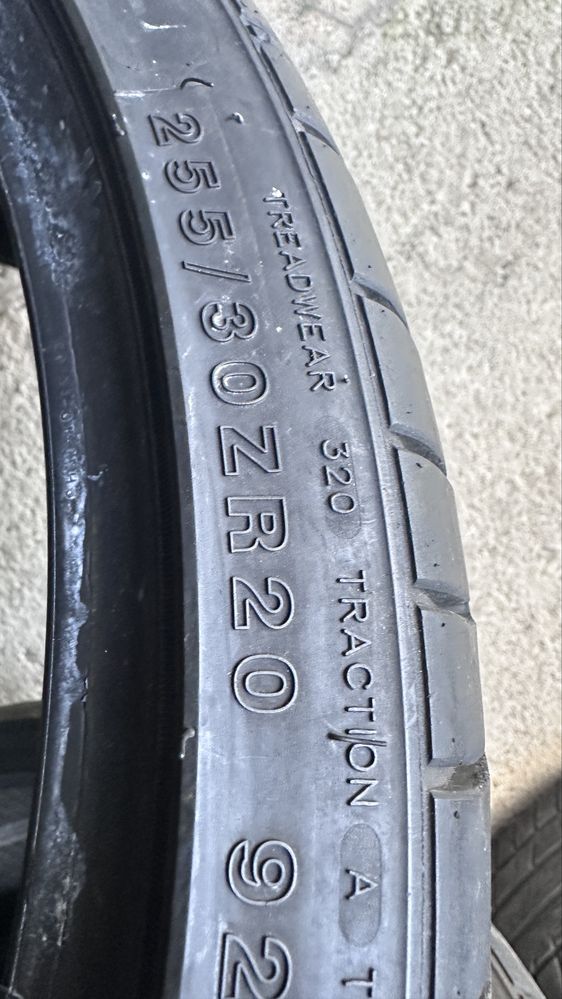 255/30ZR20 92
TREADWEAR 320 TRACTION A T